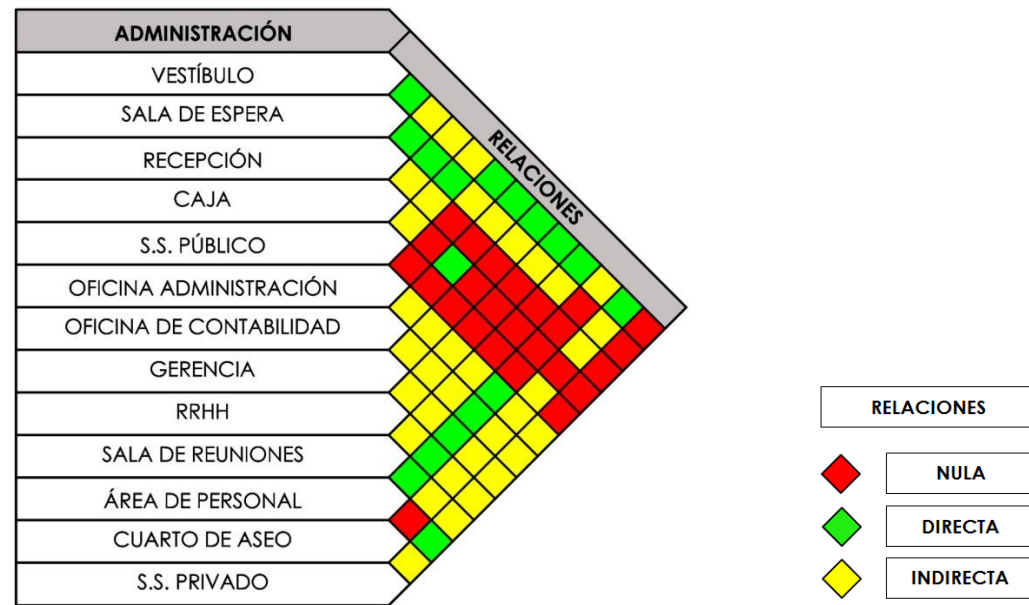 ADMINISTRACIÓN
VESTÍBULO
SALA DE ESPERA
RECEPCIÓN
CAJA
S.S. PÚBLICO
OFICINA ADMINISTRACIÓN
OFICINA DE CONTABILIDAD
GERENCIA
RRHH
SALA DE REUNIONES
ÁREA DE PERSONAL
CUARTO DE ASEO
S.S. PRIVADO
RELACIONES
RELACIONES
NULA
DIRECTA
INDIRECTA